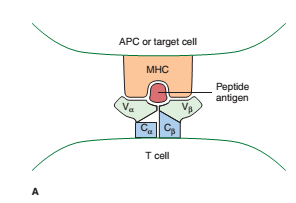 APC or target cell
MHC
Peptide
antigen
Vα Vβ
Cα Cβ
T cell
A